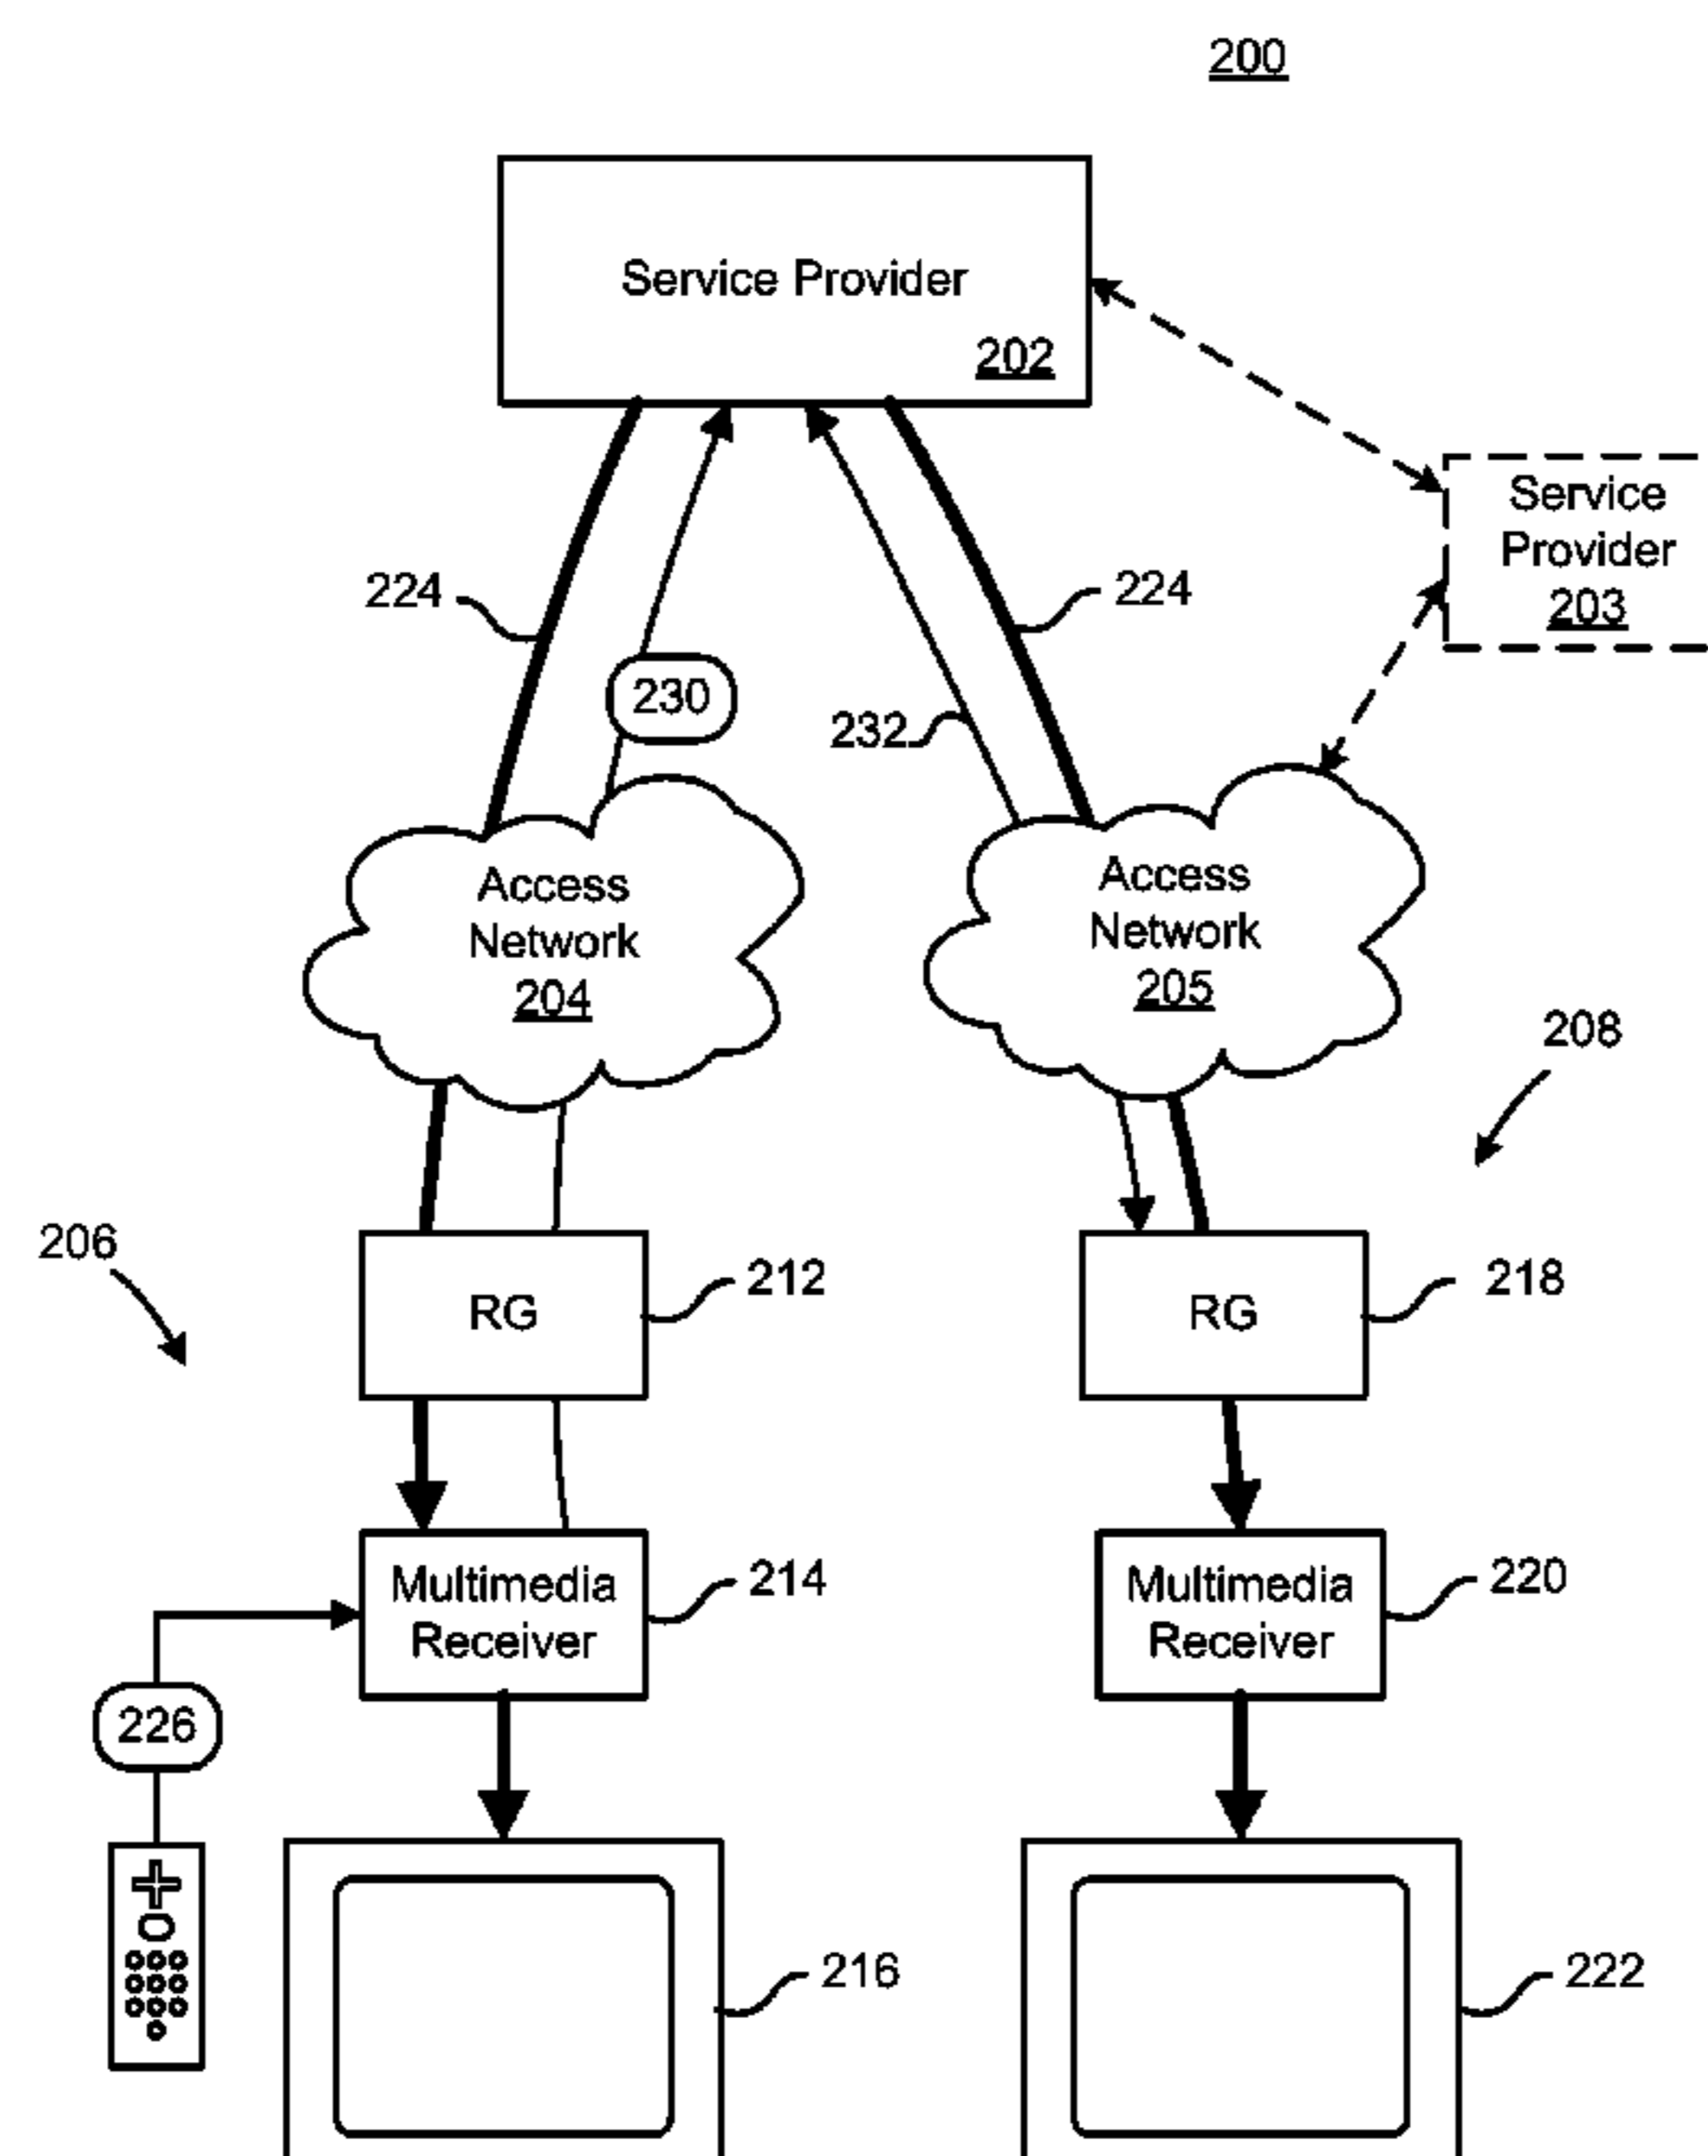 200
Service Provider
202
Service
Provider
203
224
224
230
232
Access
Network
204
Access
Network
205
208
206
RG
212
RG
218
Multimedia
Receiver
214
Multimedia
Receiver
220
226
216
222